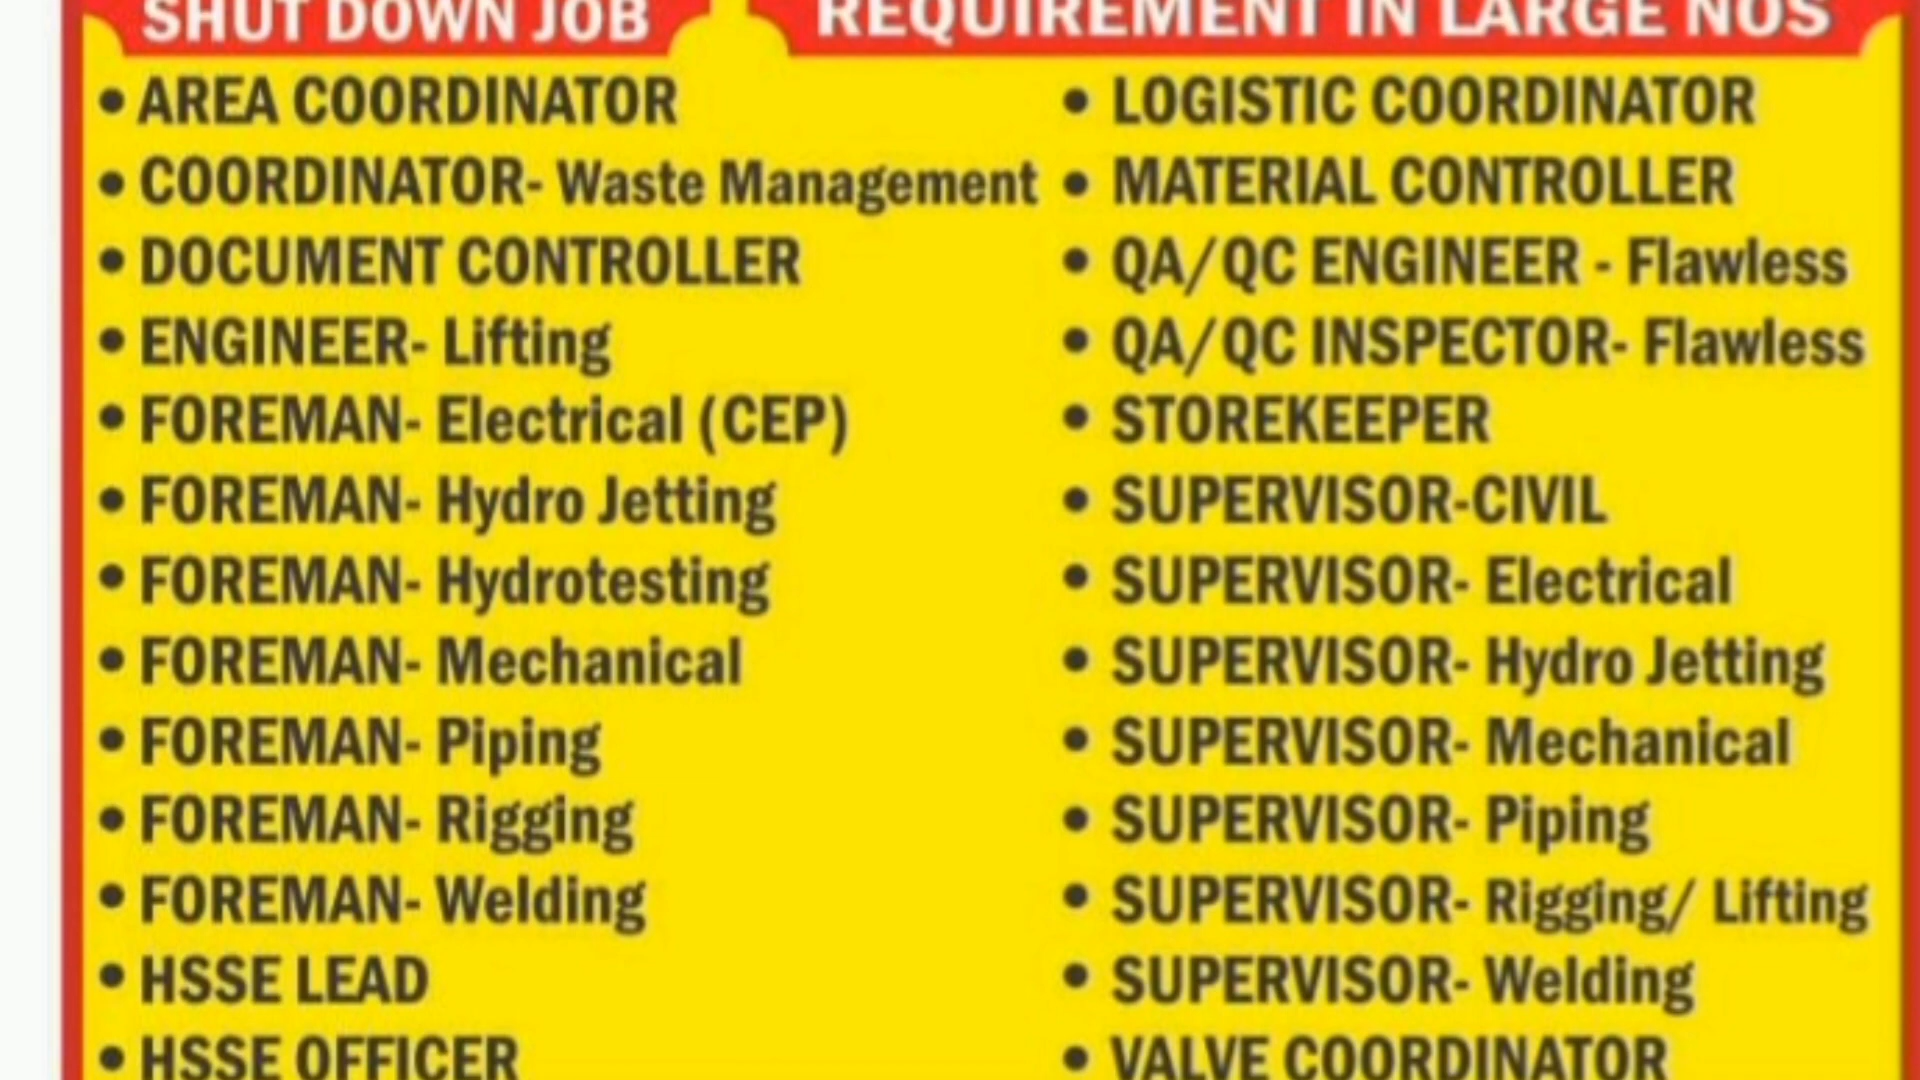 SHUT DOWN JOB
REQUIREMENT IN LARGE NOS
• AREA COORDINATOR
• COORDINATOR- Waste Management
• DOCUMENT CONTROLLER
• ENGINEER- Lifting
• FOREMAN- Electrical (CEP)
• FOREMAN- Hydro Jetting
• FOREMAN- Hydrotesting
• FOREMAN- Mechanical
• FOREMAN- Piping
• FOREMAN- Rigging
• FOREMAN- Welding
• HSSE LEAD
• HSSE OFFICER
• LOGISTIC COORDINATOR
• MATERIAL CONTROLLER
• QA/QC ENGINEER - Flawless
• QA/QC INSPECTOR- Flawless
• STOREKEEPER
• SUPERVISOR-CIVIL
• SUPERVISOR- Electrical
• SUPERVISOR- Hydro Jetting
• SUPERVISOR- Mechanical
• SUPERVISOR- Piping
• SUPERVISOR- Rigging/ Lifting
• SUPERVISOR- Welding
• VALVE COORDINATOR